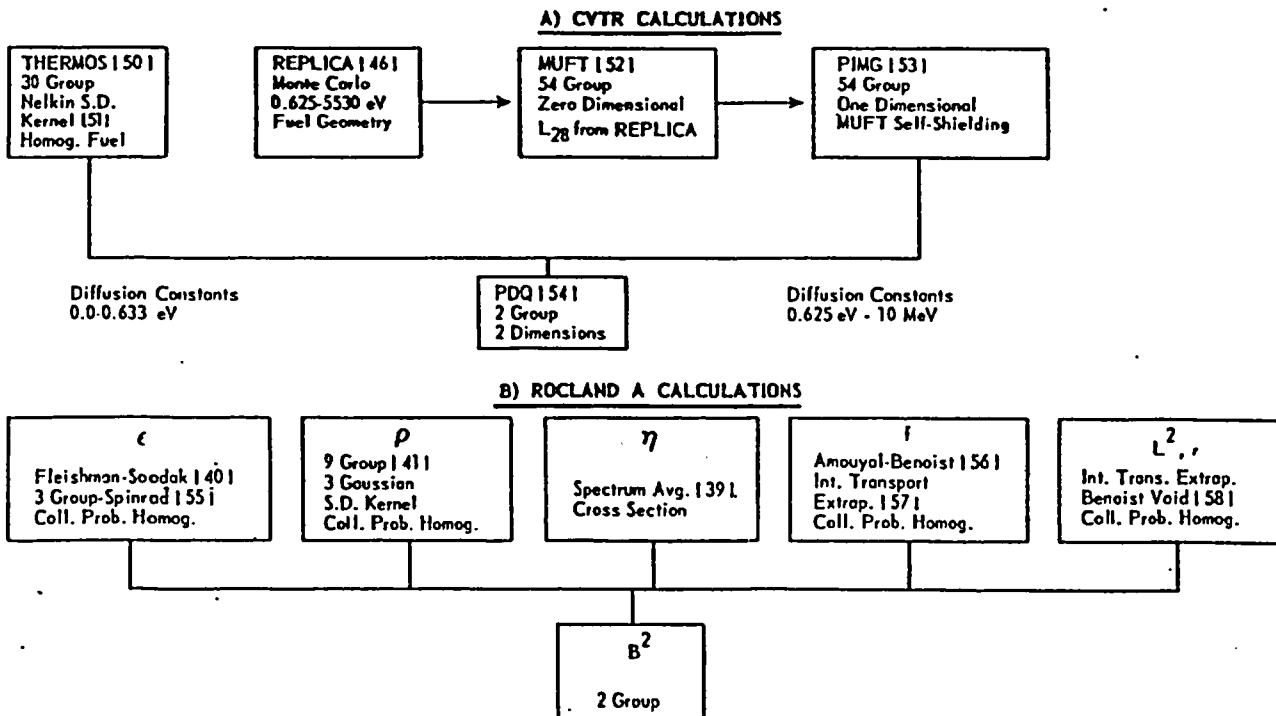 A) CVTR CALCULATIONS
THERMOS [50]
30 Group
Nelkin S.D.
Kernel [51]
Homog. Fuel
REPLICA [46]
Monte Carlo
0.625-5530 eV
Fuel Geometry
MUFT [52]
54 Group
Zero Dimensional
L28 from REPLICA
PIMG [53]
54 Group
One Dimensional
MUFT Self-Shielding
Diffusion Constants
0.0-0.633 eV
PDQ [54]
2 Group
2 Dimensions
Diffusion Constants
0.625 eV - 10 MeV
B) ROCLAND A CALCULATIONS
ϵ
Fleishman-Soodak [40]
3 Group-Spinrad [55]
Coll. Prob. Homog.
ρ
9 Group [41]
3 Gaussian
S.D. Kernel
Coll. Prob. Homog.
η
Spectrum Avg. [39]
Cross Section
f
Amouyal-Benoist [56]
Int. Transport
Extrap. [57]
Coll. Prob. Homog.
L²,
Int. Trans. Extrap.
Benoist Void [58]
Coll. Prob. Homog.
B²
2 Group